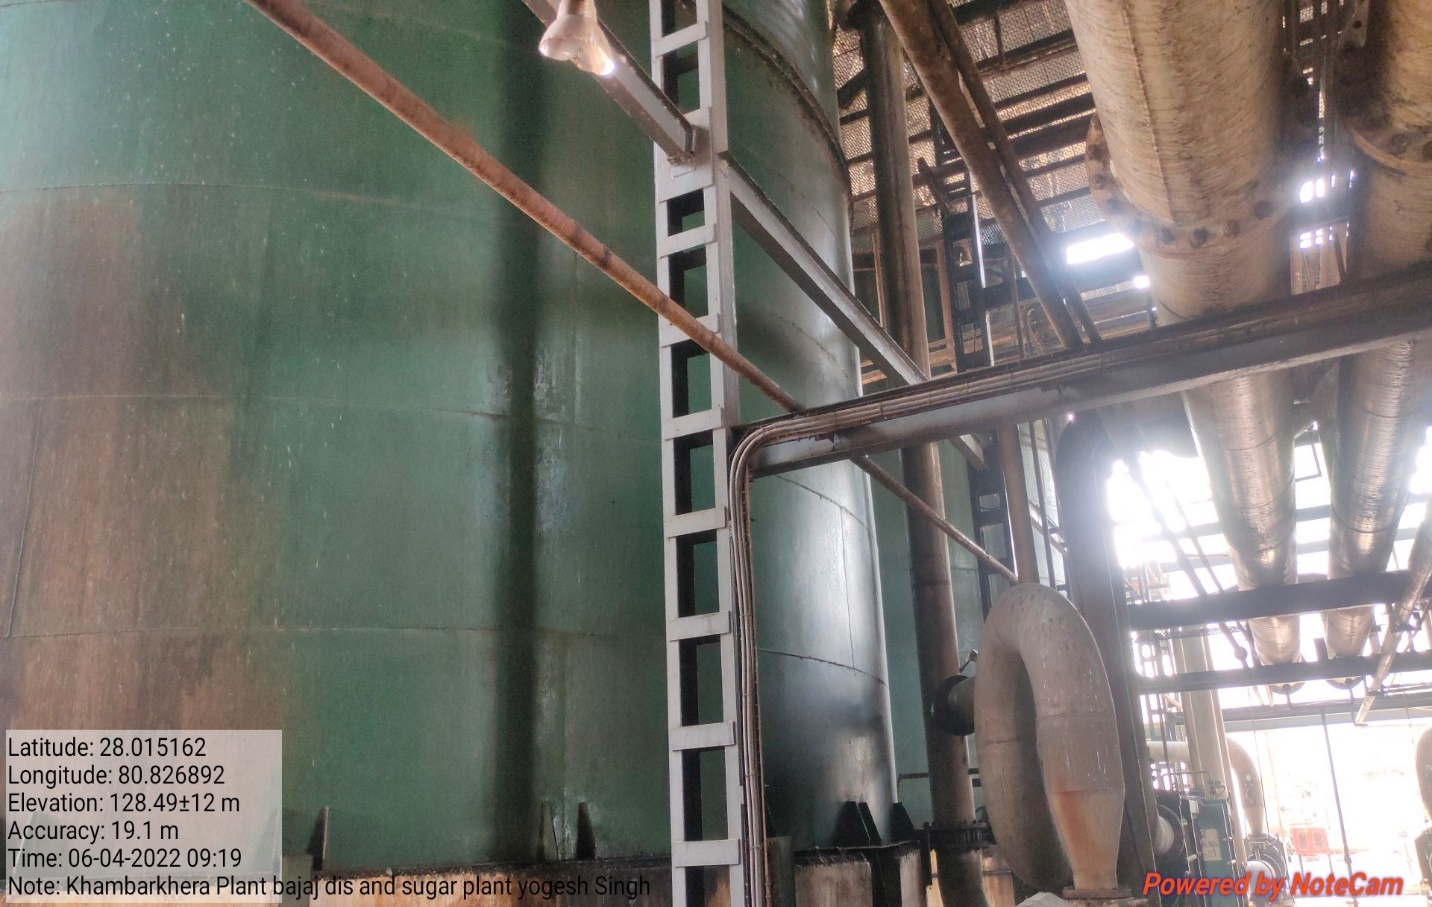 Latitude: 28.015162
Longitude: 80.826892
Elevation: 128.49±12 m
Accuracy: 19.1 m
Time: 06-04-2022 09:19
Note: Khambarkhera Plant bajaj dis and sugar plant yogesh Singh
Powered by NoteCam